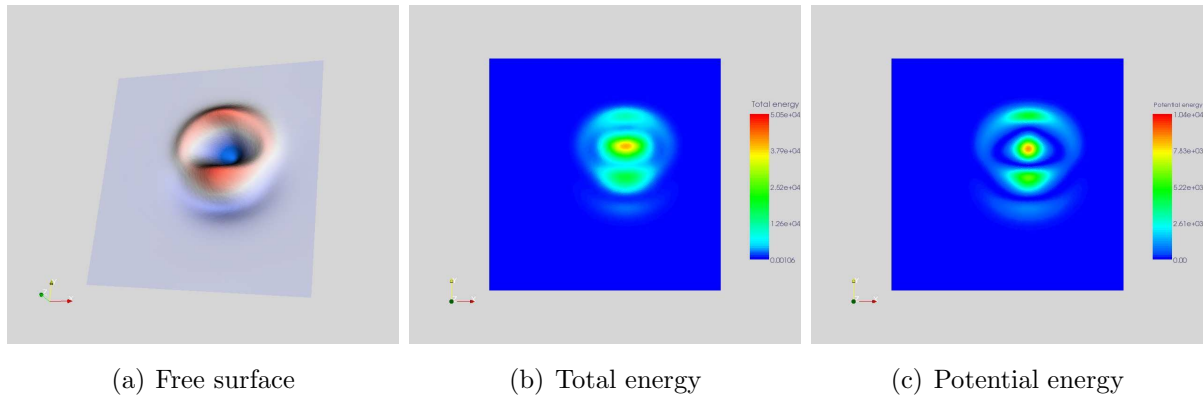 Total energy
5.05e+04
3.79e+04
2.52e+04
1.26e+04
0.00106
Potential energy
1.04e+04
7.83e+03
5.22e+03
2.61e+03
0.00
(a) Free surface
(b) Total energy
(c) Potential energy